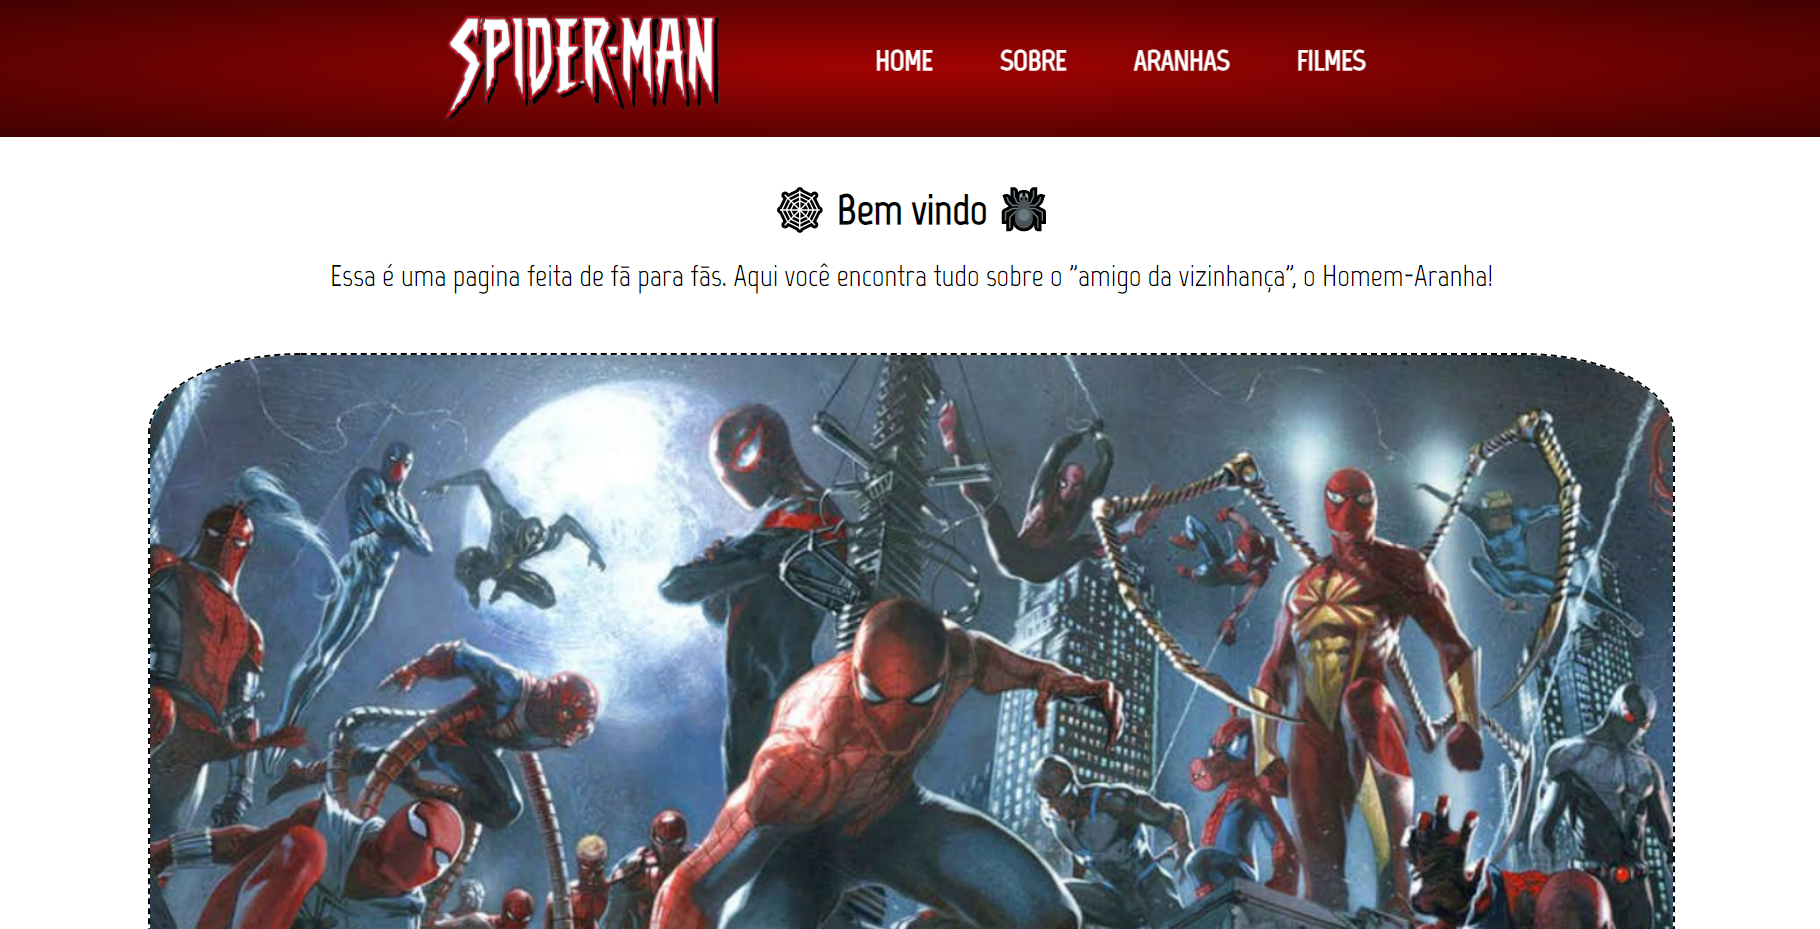 SPIDER-MAN
HOME SOBRE ARANHAS FILMES
🕸 Bem vindo 🕷
Essa é uma pagina feita de fã para fãs. Aqui você encontra tudo sobre o “amigo da vizinhança”, o Homem-Aranha!